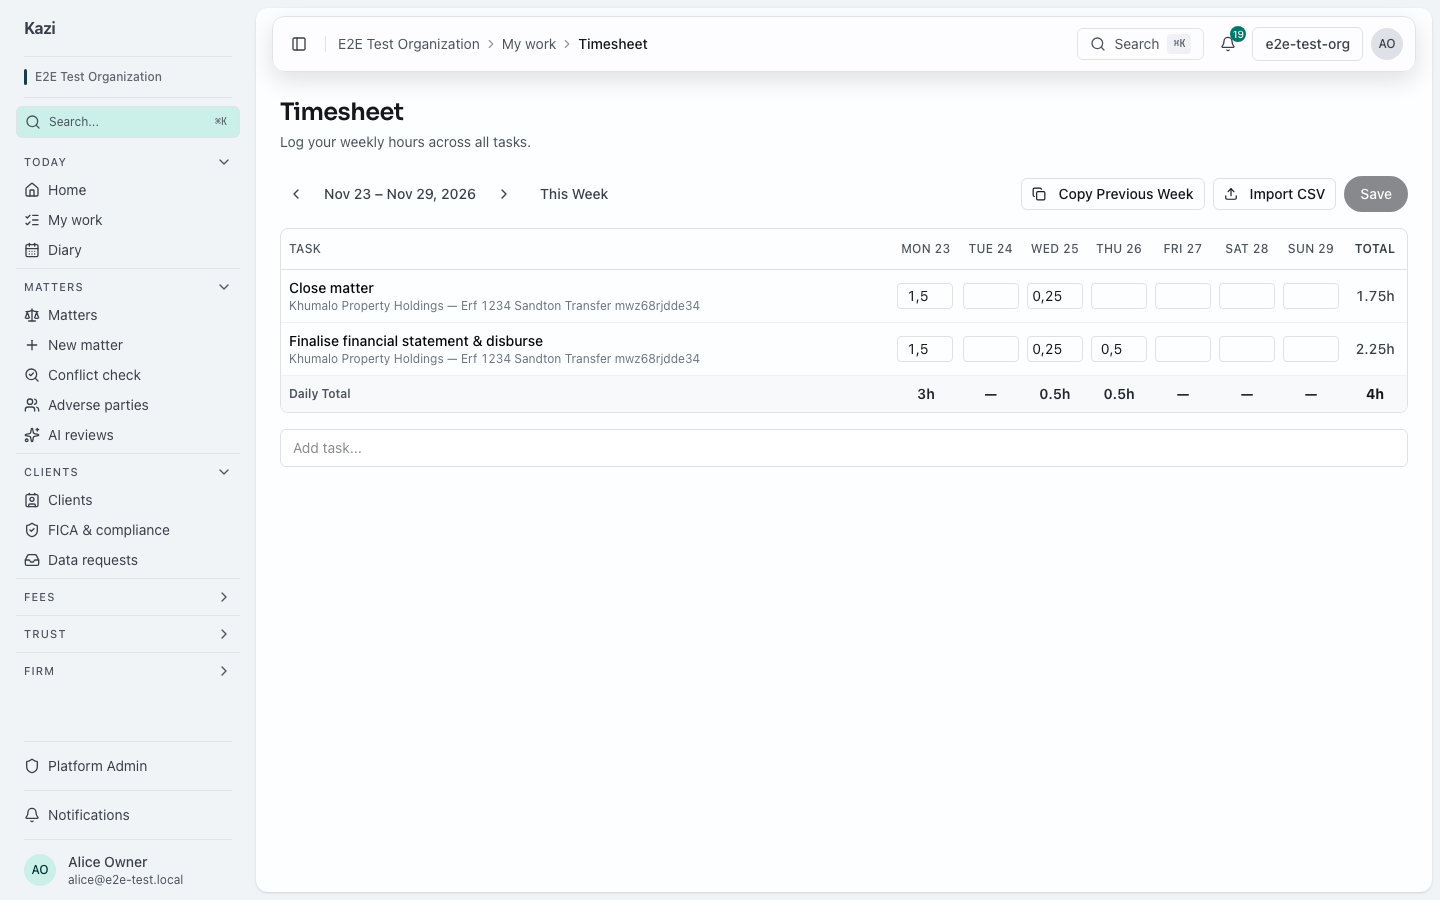 Kazi
E2E Test Organization
Search... ⌘K
TODAY
Home
My work
Diary
MATTERS
Matters
New matter
Conflict check
Adverse parties
AI reviews
CLIENTS
Clients
FICA & compliance
Data requests
FEES
TRUST
FIRM
Platform Admin
Notifications
AO Alice Owner
alice@e2e-test.local
E2E Test Organization > My work > Timesheet
Search ⌘K 19 e2e-test-org AO
Timesheet
Log your weekly hours across all tasks.
Nov 23 – Nov 29, 2026 This Week Copy Previous Week Import CSV Save
TASK MON 23 TUE 24 WED 25 THU 26 FRI 27 SAT 28 SUN 29 TOTAL
Close matter
Khumalo Property Holdings — Erf 1234 Sandton Transfer mwz68rjdde34
1,5 0,25 1.75h
Finalise financial statement & disburse
Khumalo Property Holdings — Erf 1234 Sandton Transfer mwz68rjdde34
1,5 0,25 0,5 2.25h
Daily Total 3h — 0.5h 0.5h — — — 4h
Add task...